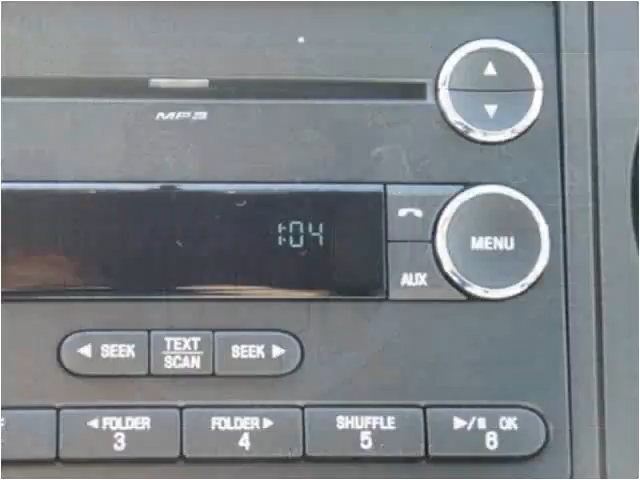 MP3
1:04
MENU
AUX
◀ SEEK
TEXT
SCAN
SEEK ▶
◀ FOLDER
3
FOLDER ▶
4
SHUFFLE
5
▶/II OK
6